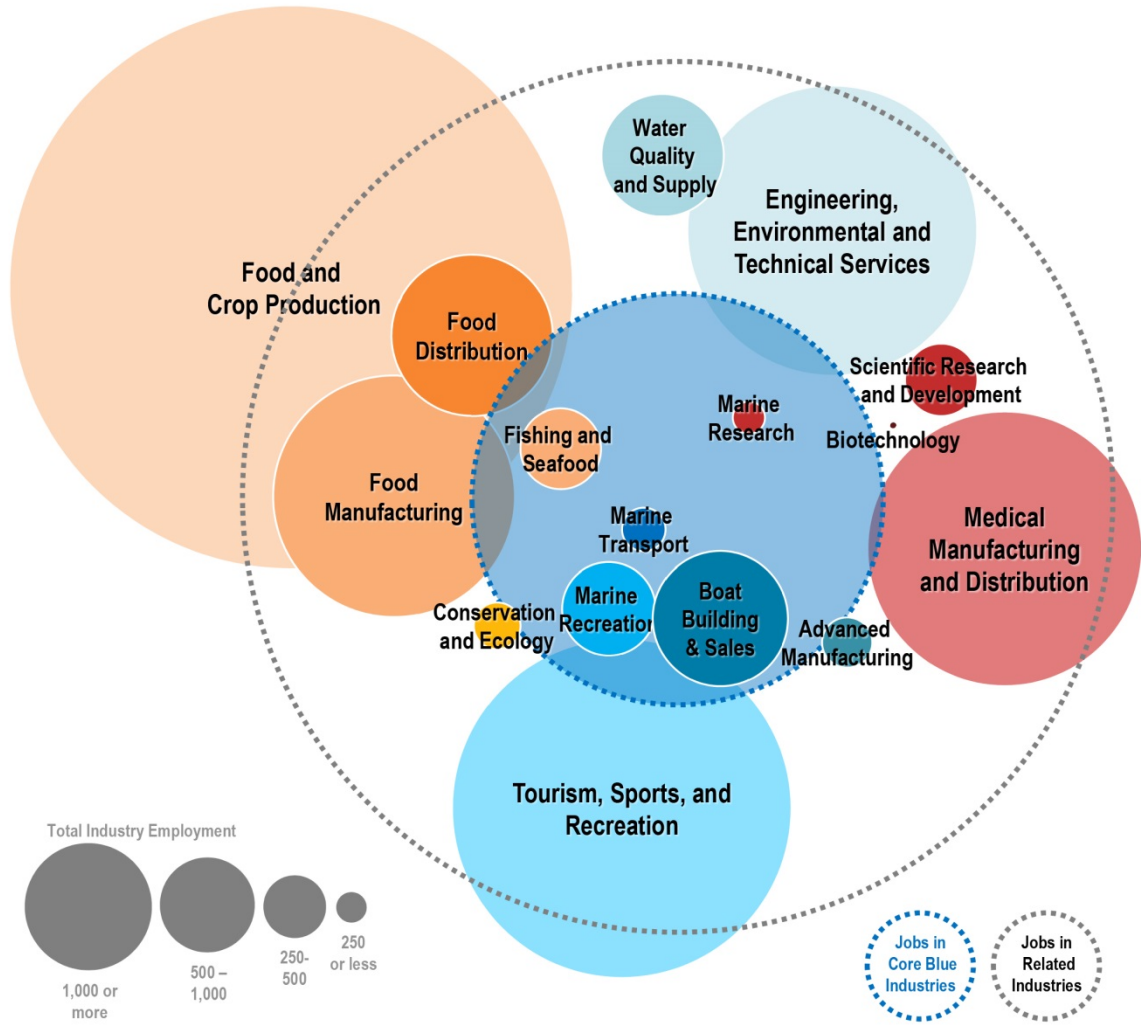 Water
Quality
and Supply
Engineering,
Environmental and
Technical Services
Food and
Crop Production
Food
Distribution
Scientific Research
and Development
Marine
Research
Biotechnology
Fishing and
Seafood
Food
Manufacturing
Medical
Manufacturing
and Distribution
Marine
Transport
Conservation
and Ecology
Marine
Recreation
Boat
Building
& Sales
Advanced
Manufacturing
Tourism, Sports, and
Recreation
Total Industry Employment
1,000 or
more
500 –
1,000
250-
500
250
or less
Jobs in
Core Blue
Industries
Jobs in
Related
Industries